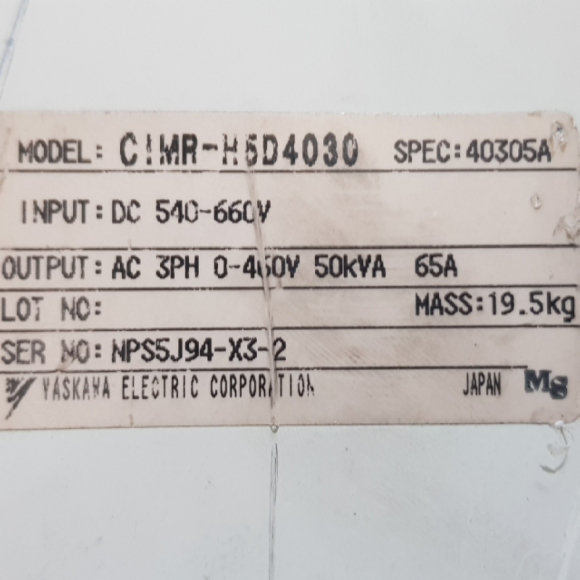 MODEL: CIMR-H5D4030 SPEC: 40305A
INPUT: DC 540-660V
OUTPUT: AC 3PH 0-460V 50kVA 65A
LOT NO: MASS: 19.5kg
SER NO: NPS5J94-X3-2
YASKAWA ELECTRIC CORPORATION JAPAN MS